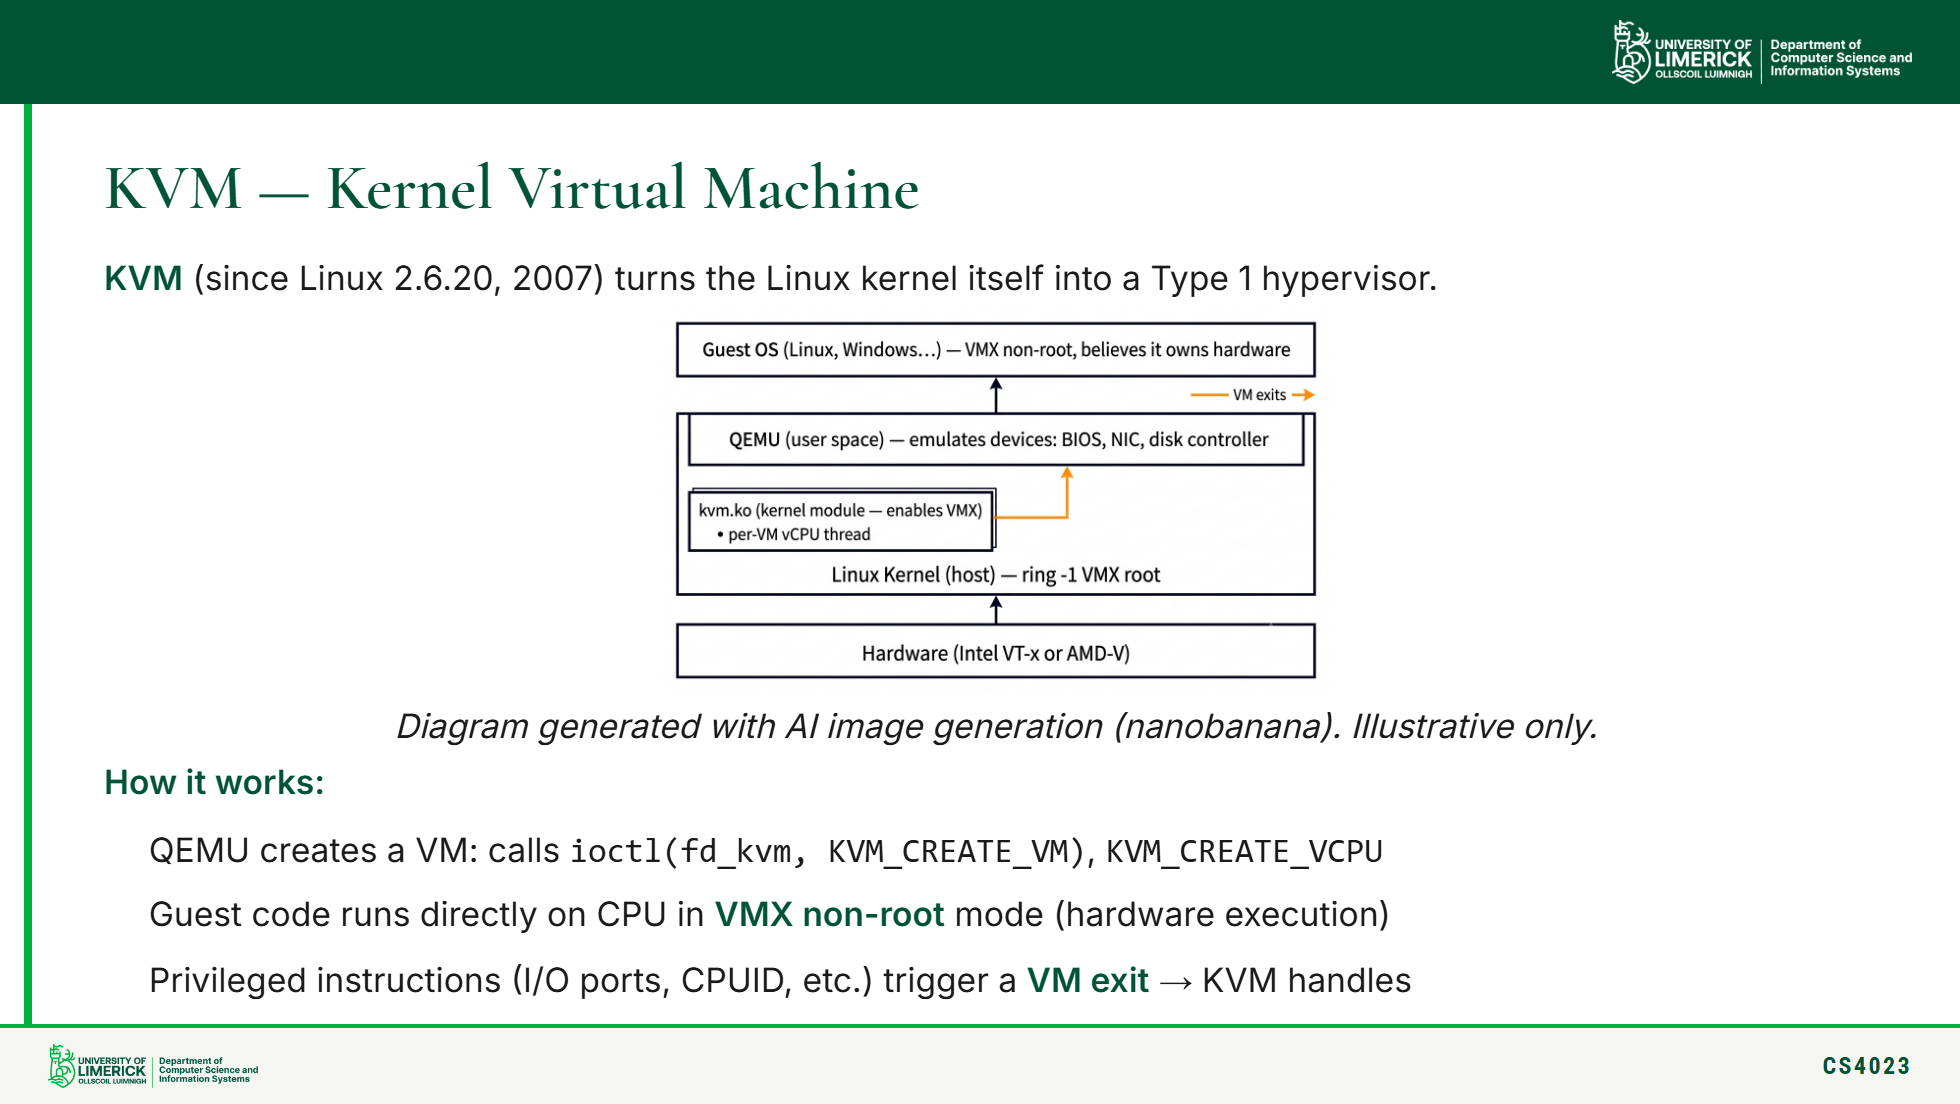 UNIVERSITY OF
LIMERICK
OLLSCOIL LUIMNIGH
Department of
Computer Science and
Information Systems
KVM — Kernel Virtual Machine
KVM (since Linux 2.6.20, 2007) turns the Linux kernel itself into a Type 1 hypervisor.
Guest OS (Linux, Windows...) — VMX non-root, believes it owns hardware
VM exits
QEMU (user space) — emulates devices: BIOS, NIC, disk controller
kvm.ko (kernel module — enables VMX)
• per-VM vCPU thread
Linux Kernel (host) — ring -1 VMX root
Hardware (Intel VT-x or AMD-V)
Diagram generated with AI image generation (nanobanana). Illustrative only.
How it works:
QEMU creates a VM: calls ioctl(fd_kvm, KVM_CREATE_VM), KVM_CREATE_VCPU
Guest code runs directly on CPU in VMX non-root mode (hardware execution)
Privileged instructions (I/O ports, CPUID, etc.) trigger a VM exit → KVM handles
UNIVERSITY OF
LIMERICK
OLLSCOIL LUIMNIGH
Department of
Computer Science and
Information Systems
CS4023